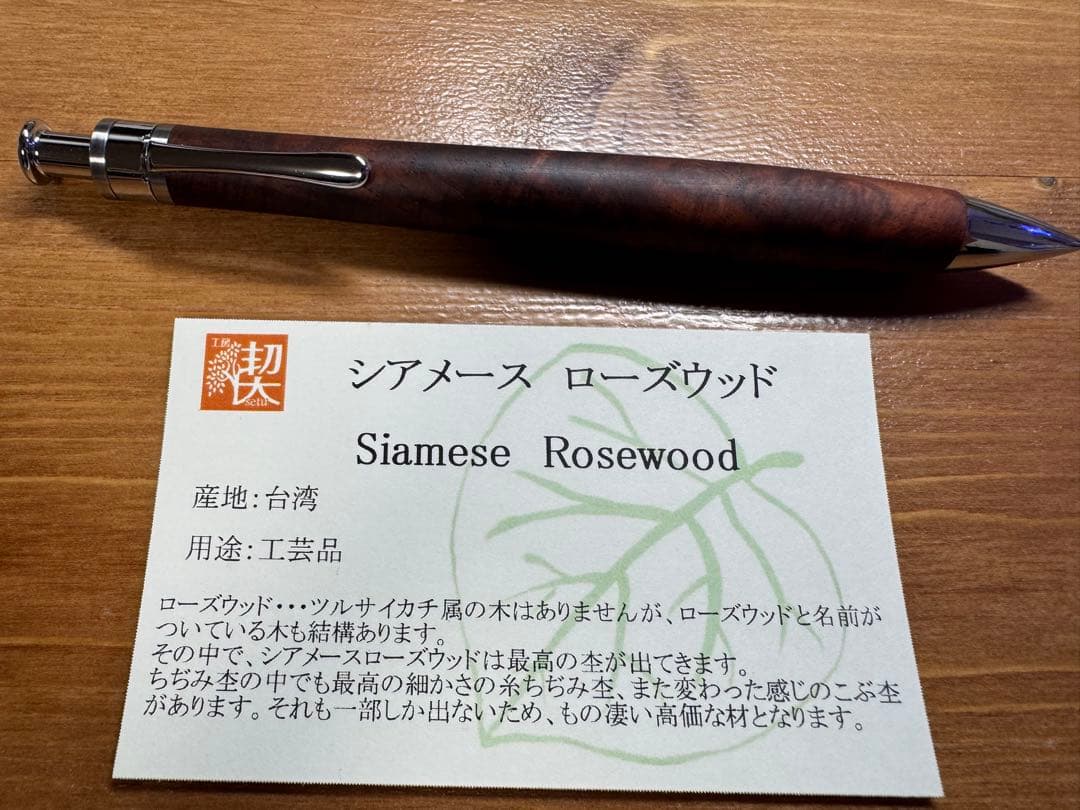 工房
契
setu
シアメース ローズウッド
Siamese Rosewood
産地：台湾
用途：工芸品
ローズウッド・・・ツルサイカチ属の木はありませんが、ローズウッドと名前が
ついている木も結構あります。
その中で、シアメースローズウッドは最高の杢が出てきます。
ちぢみ杢の中でも最高の細かさの糸ちぢみ杢、また変わった感じのこぶ杢
があります。それも一部しか出ないため、もの凄い高価な材となります。